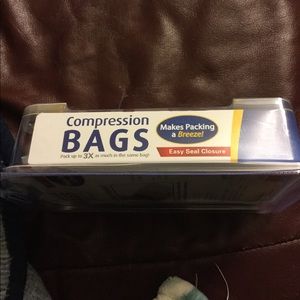 Compression
BAGS
Pack up to 3X as much in the same bag!
Makes Packing
a Breeze!
Easy Seal Closure